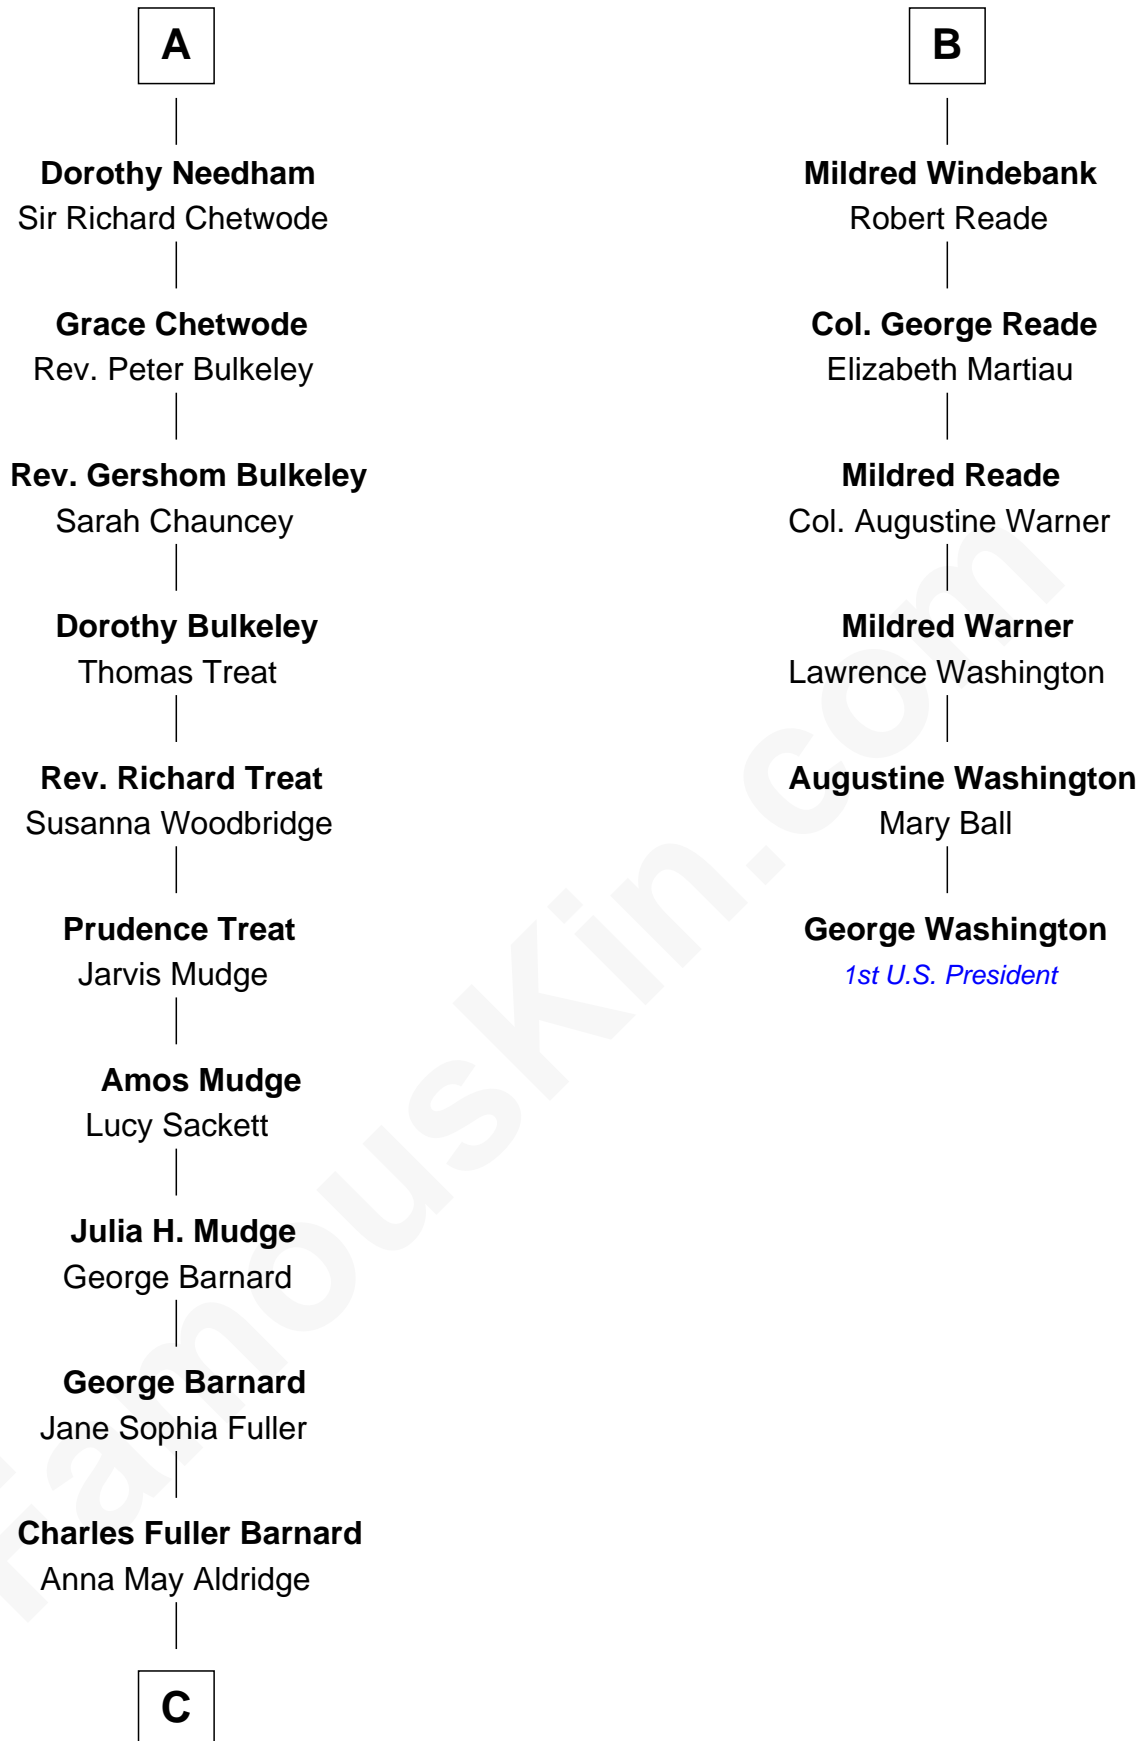 A
Dorothy Needham
Sir Richard Chetwode
Grace Chetwode
Rev. Peter Bulkeley
Rev. Gershom Bulkeley
Sarah Chauncey
Dorothy Bulkeley
Thomas Treat
Rev. Richard Treat
Susanna Woodbridge
Prudence Treat
Jarvis Mudge
Amos Mudge
Lucy Sackett
Julia H. Mudge
George Barnard
George Barnard
Jane Sophia Fuller
Charles Fuller Barnard
Anna May Aldridge
C
B
Mildred Windebank
Robert Reade
Col. George Reade
Elizabeth Martiau
Mildred Reade
Col. Augustine Warner
Mildred Warner
Lawrence Washington
Augustine Washington
Mary Ball
George Washington
1st U.S. President
FamousKin.com